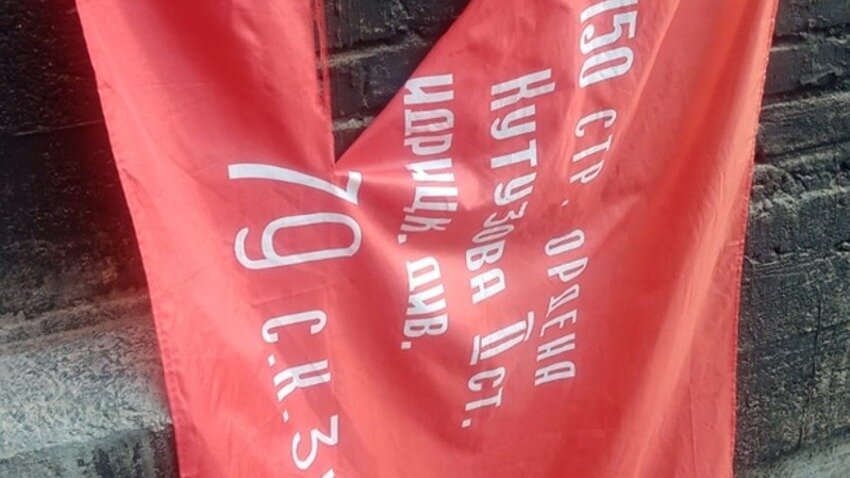 150 СТР. ОРДЕНА
КУТУЗОВА II СТ.
ИДРИЦК. ДИВ.
79 С.К. 3